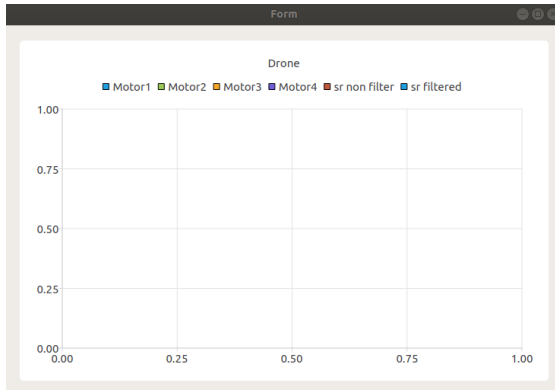 Form
Drone
Motor1 Motor2 Motor3 Motor4 sr non filter sr filtered
1.00
0.75
0.50
0.25
0.00
0.00 0.25 0.50 0.75 1.00